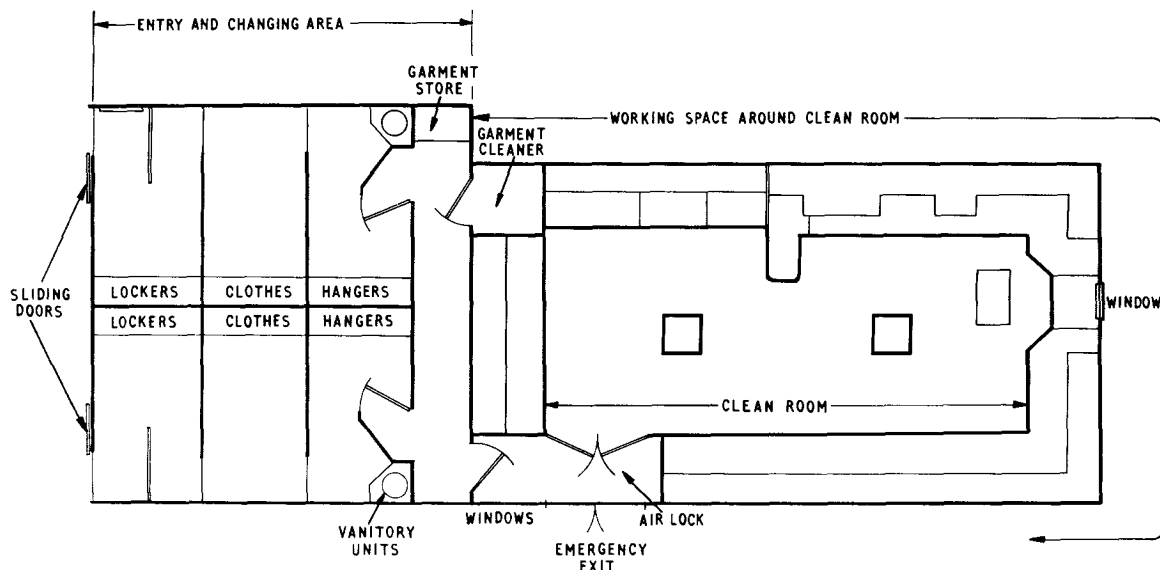 ENTRY AND CHANGING AREA
GARMENT
STORE
WORKING SPACE AROUND CLEAN ROOM
GARMENT
CLEANER
SLIDING
DOORS
LOCKERS CLOTHES HANGERS
LOCKERS CLOTHES HANGERS
WINDOW
CLEAN ROOM
VANITORY
UNITS
WINDOWS
AIR LOCK
EMERGENCY
EXIT